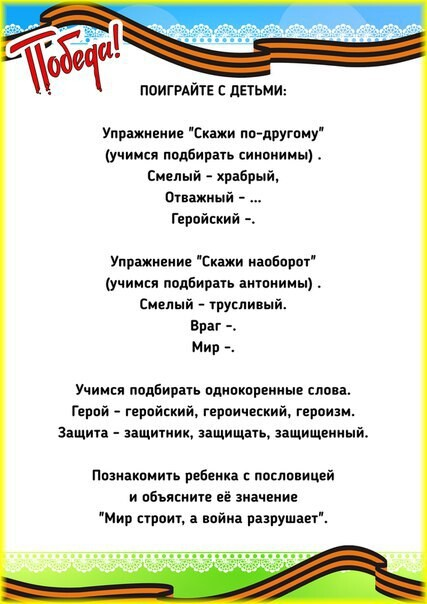 Победа!
ПОИГРАЙТЕ С ДЕТЬМИ:
Упражнение "Скажи по-другому"
(учимся подбирать синонимы) .
Смелый - храбрый,
Отважный - ...
Геройский -.
Упражнение "Скажи наоборот"
(учимся подбирать антонимы) .
Смелый - трусливый.
Враг -.
Мир -.
Учимся подбирать однокоренные слова.
Герой - геройский, героический, героизм.
Защита - защитник, защищать, защищенный.
Познакомить ребенка с пословицей
и объясните её значение
"Мир строит, а война разрушает".